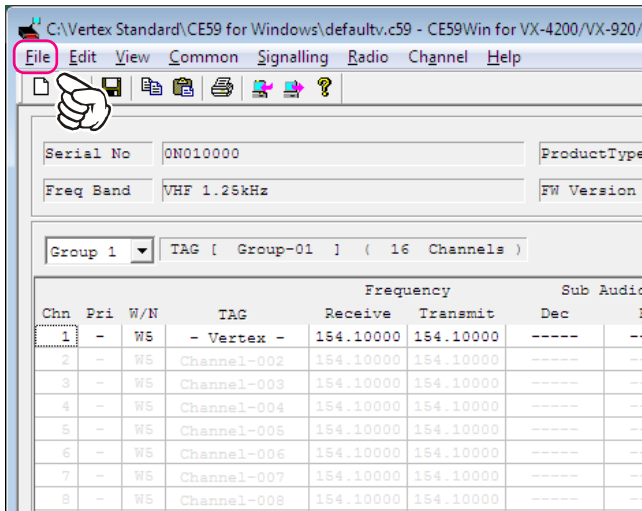 C:\Vertex Standard\CE59 for Windows\defaultv.c59 - CE59Win for VX-4200/VX-920/
File Edit View Common Signalling Radio Channel Help
Serial No 0N010000 ProductType
Freq Band VHF 1.25kHz FW Version
Group 1 TAG [ Group-01 ] ( 16 Channels )
Frequency Sub Audio
Chn Pri W/N TAG Receive Transmit Dec
1 - W5 - Vertex - 154.10000 154.10000 -----
2 - W5 Channel-002 154.10000 154.10000 -----
3 - W5 Channel-003 154.10000 154.10000 -----
4 - W5 Channel-004 154.10000 154.10000 -----
5 - W5 Channel-005 154.10000 154.10000 -----
6 - W5 Channel-006 154.10000 154.10000 -----
7 - W5 Channel-007 154.10000 154.10000 -----
8 - W5 Channel-008 154.10000 154.10000 -----